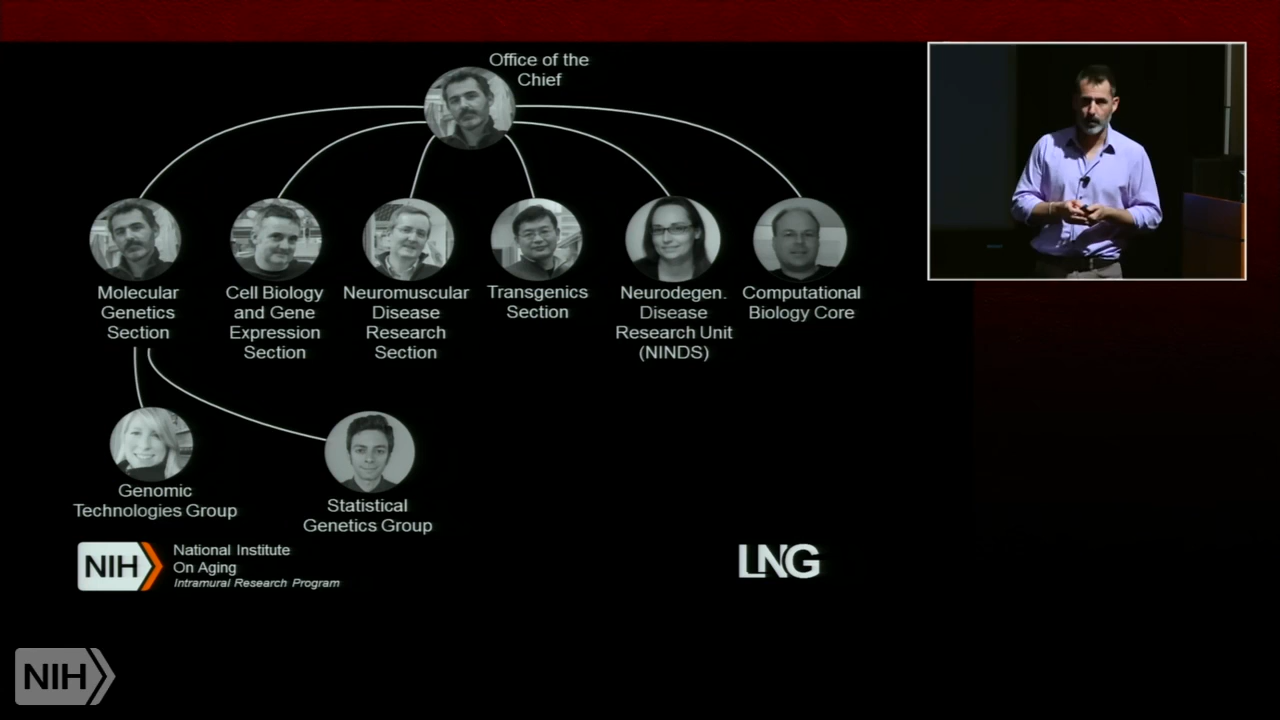 Office of the
Chief
Molecular
Genetics
Section
Cell Biology
and Gene
Expression
Section
Neuromuscular
Disease
Research
Section
Transgenics
Section
Neurodegen.
Disease
Research Unit
(NINDS)
Computational
Biology Core
Genomic
Technologies Group
Statistical
Genetics Group
NIH
National Institute
On Aging
Intramural Research Program
LNG
NIH